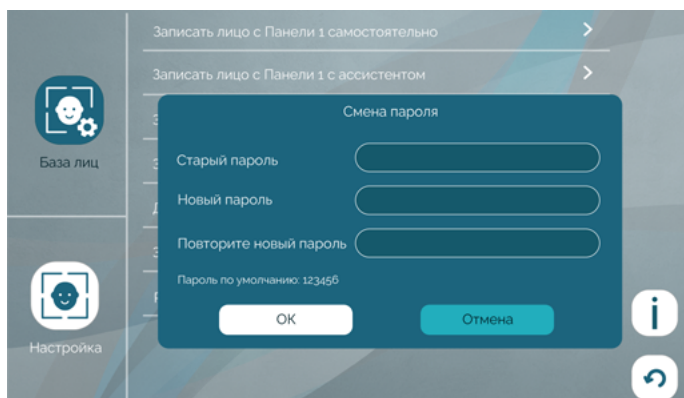 Записать лицо с Панели 1 самостоятельно
Записать лицо с Панели 1 с ассистентом
База лиц
Смена пароля
Старый пароль
Новый пароль
Повторите новый пароль
Пароль по умолчанию: 123456
ОК
Отмена
Настройка
i